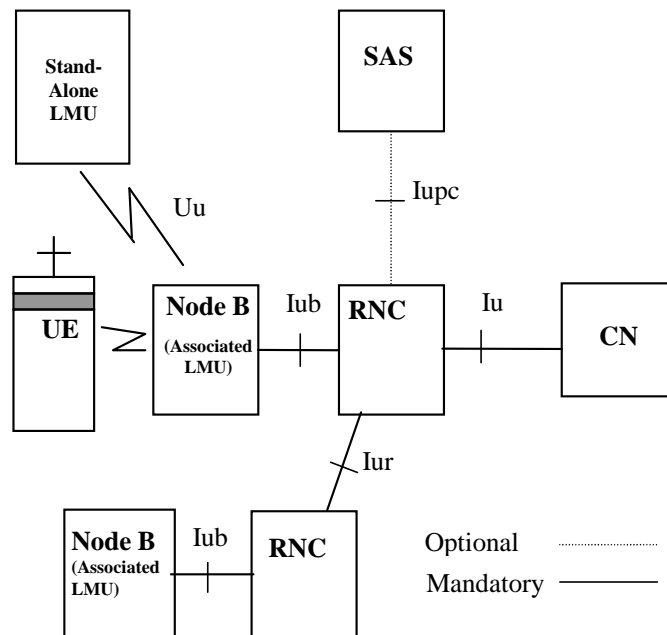 Stand-
Alone
LMU
SAS
Uu
Iupc
UE
Node B
(Associated
LMU)
Iub
RNC
Iu
CN
Iur
Node B
(Associated
LMU)
Iub
RNC
Optional
Mandatory